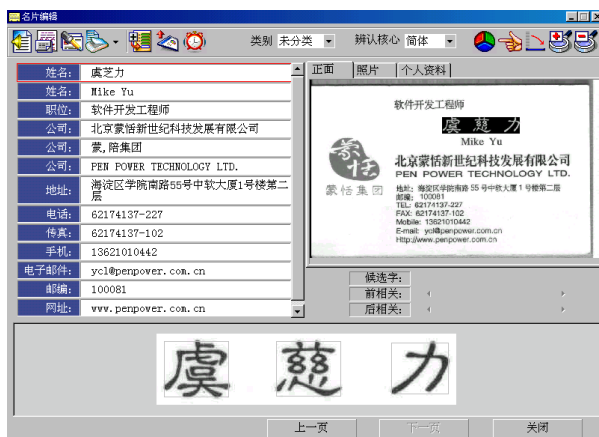 名片编辑
类别 未分类 辨认核心 简体
姓名: 虞芝力
姓名: Mike Yu
职位: 软件开发工程师
公司: 北京蒙恬新世纪科技发展有限公司
公司: 蒙,陪集团
公司: PEN POWER TECHNOLOGY LTD.
地址: 海淀区学院南路55号中软大厦1号楼第二层
电话: 62174137-227
传真: 62174137-102
手机: 13621010442
电子邮件: ycl@penpower.com.cn
邮编: 100081
网址: www.penpower.com.cn
正面 照片 个人资料
软件开发工程师
虞 慈 力
Mike Yu
蒙恬
蒙恬集团
北京蒙恬新世纪科技发展有限公司
PEN POWER TECHNOLOGY LTD.
地址: 海淀区学院南路 55 号中软大厦 1 号楼第二层
邮编: 100081
TEL: 62174137-227
FAX: 62174137-102
Mobile: 13621010442
E-mail: ycl@penpower.com.cn
Http://www.penpower.com.cn
候选字:
前相关:
后相关:
虞 慈 力
上一页 下一页 关闭